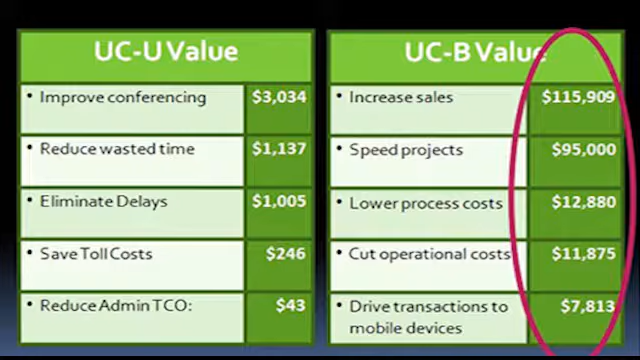 UC-U Value
• Improve conferencing $3,034
• Reduce wasted time $1,137
• Eliminate Delays $1,005
• Save Toll Costs $246
• Reduce Admin TCO: $43
UC-B Value
• Increase sales $115,909
• Speed projects $95,000
• Lower process costs $12,880
• Cut operational costs $11,875
• Drive transactions to $7,813
mobile devices